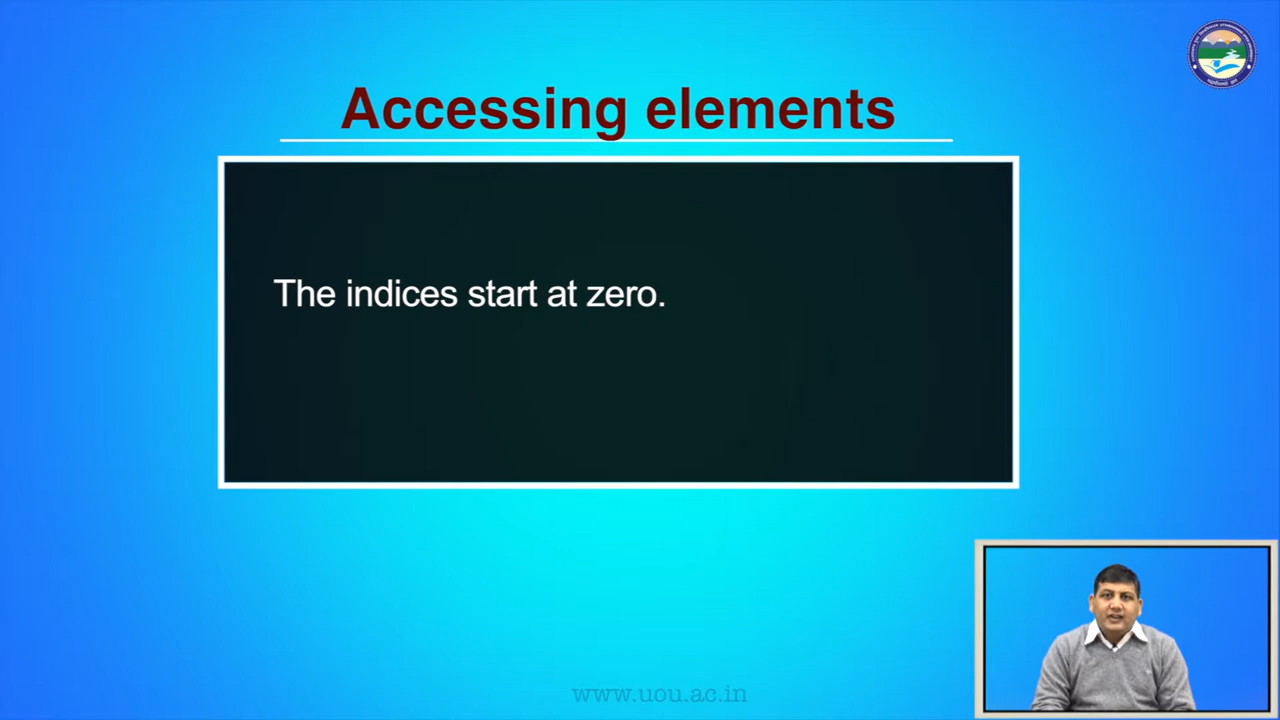 Accessing elements
The indices start at zero.
www.uou.ac.in